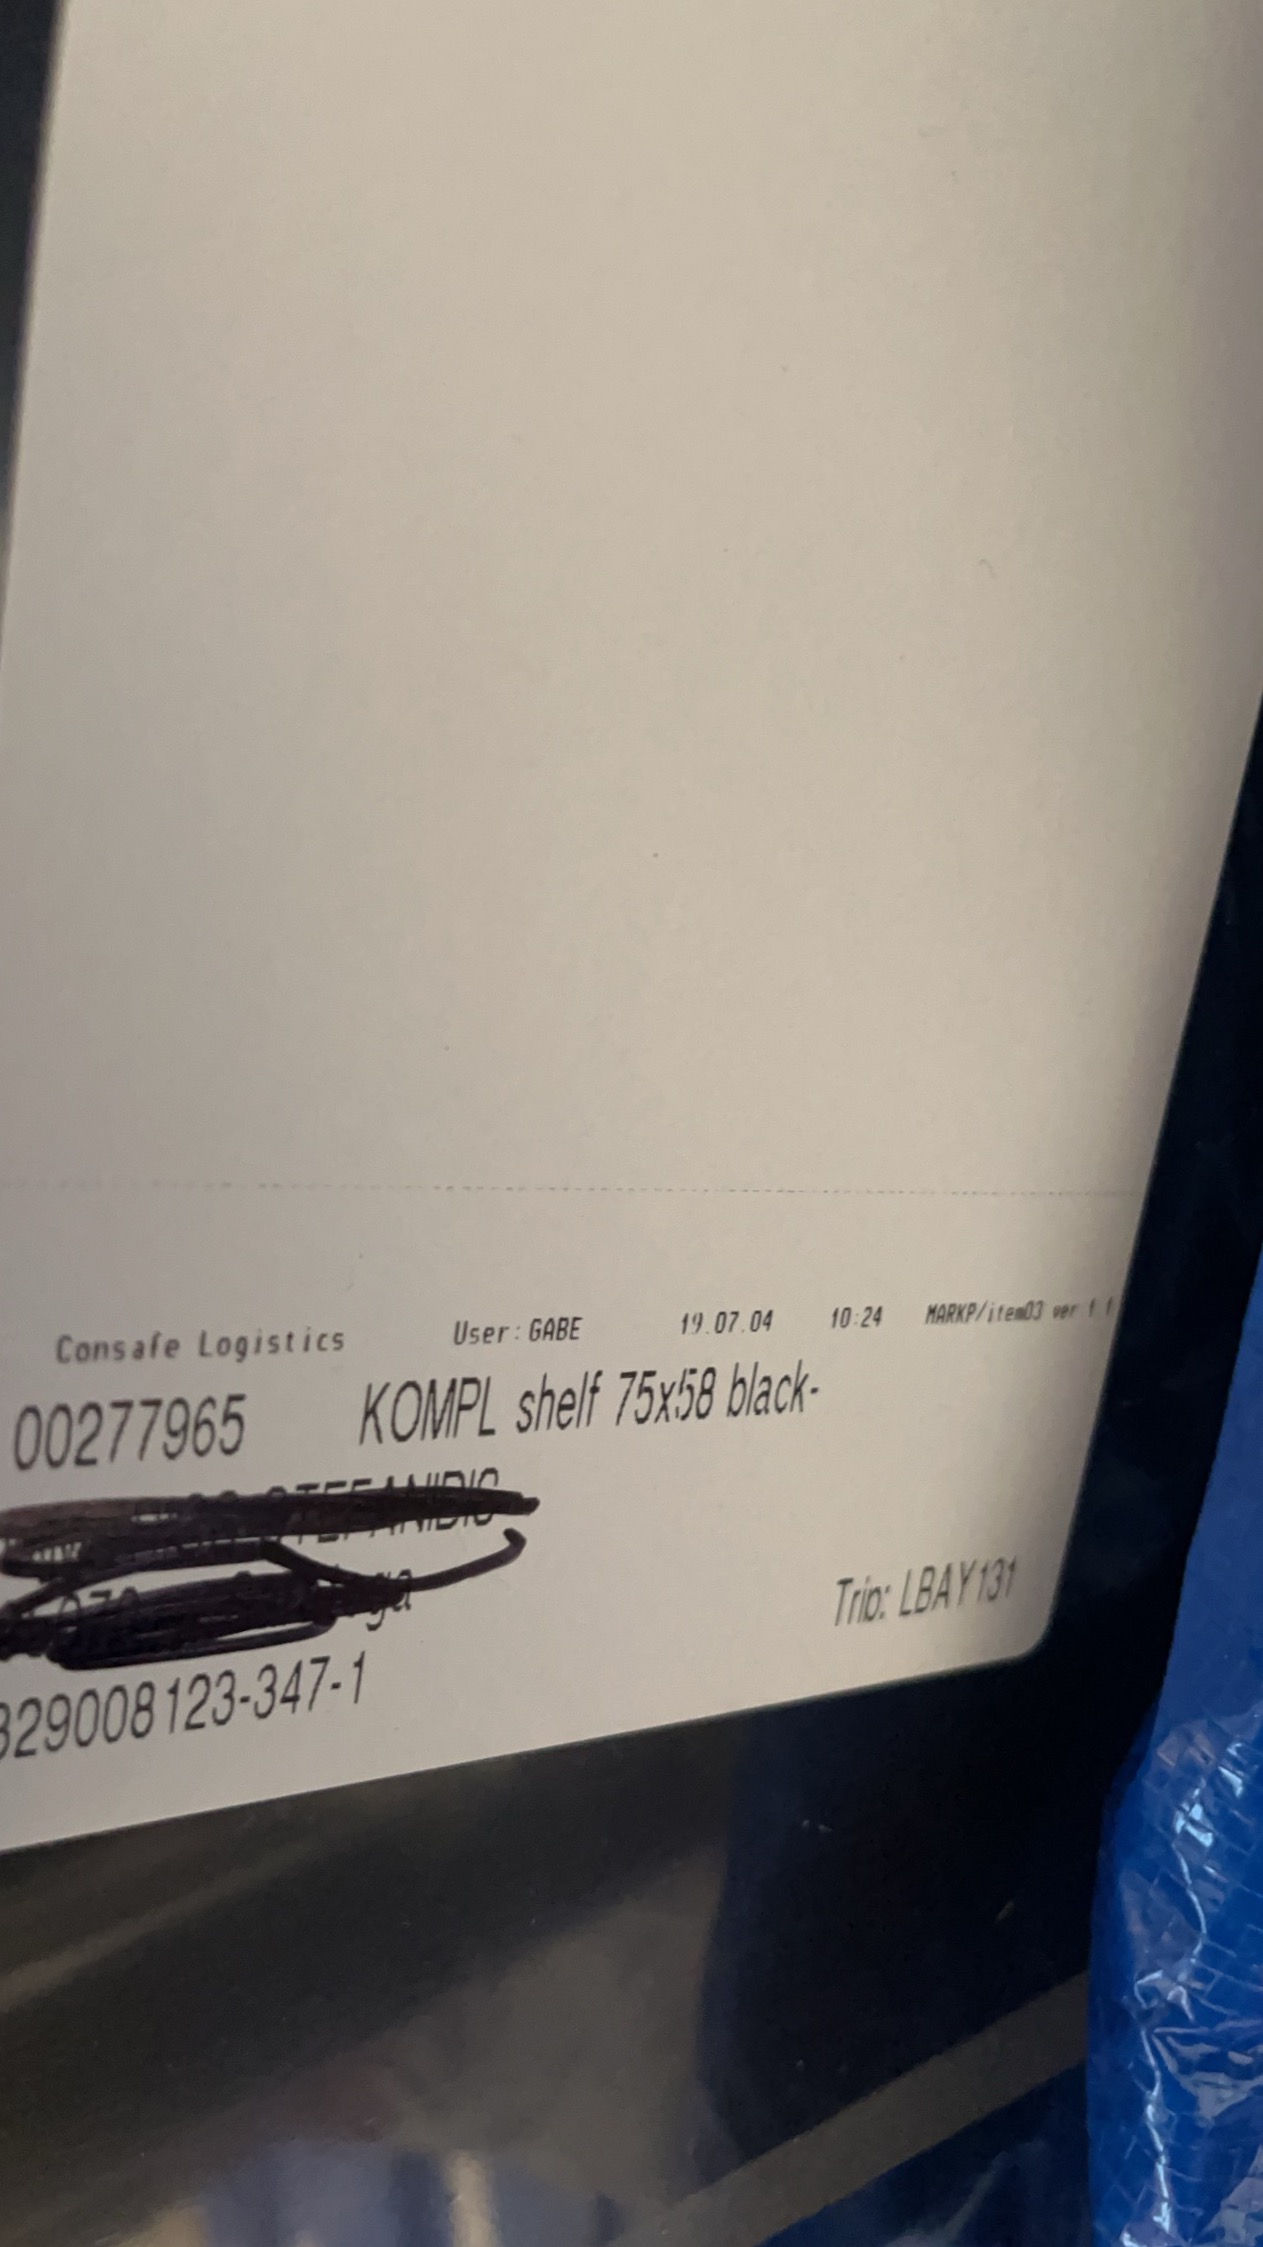 Consafe Logistics User: GABE 19.07.04 10:24 MARKP/item03 ver 1.1
00277965 KOMPL shelf 75x58 black-
Trip: LBAY131
329008123-347-1